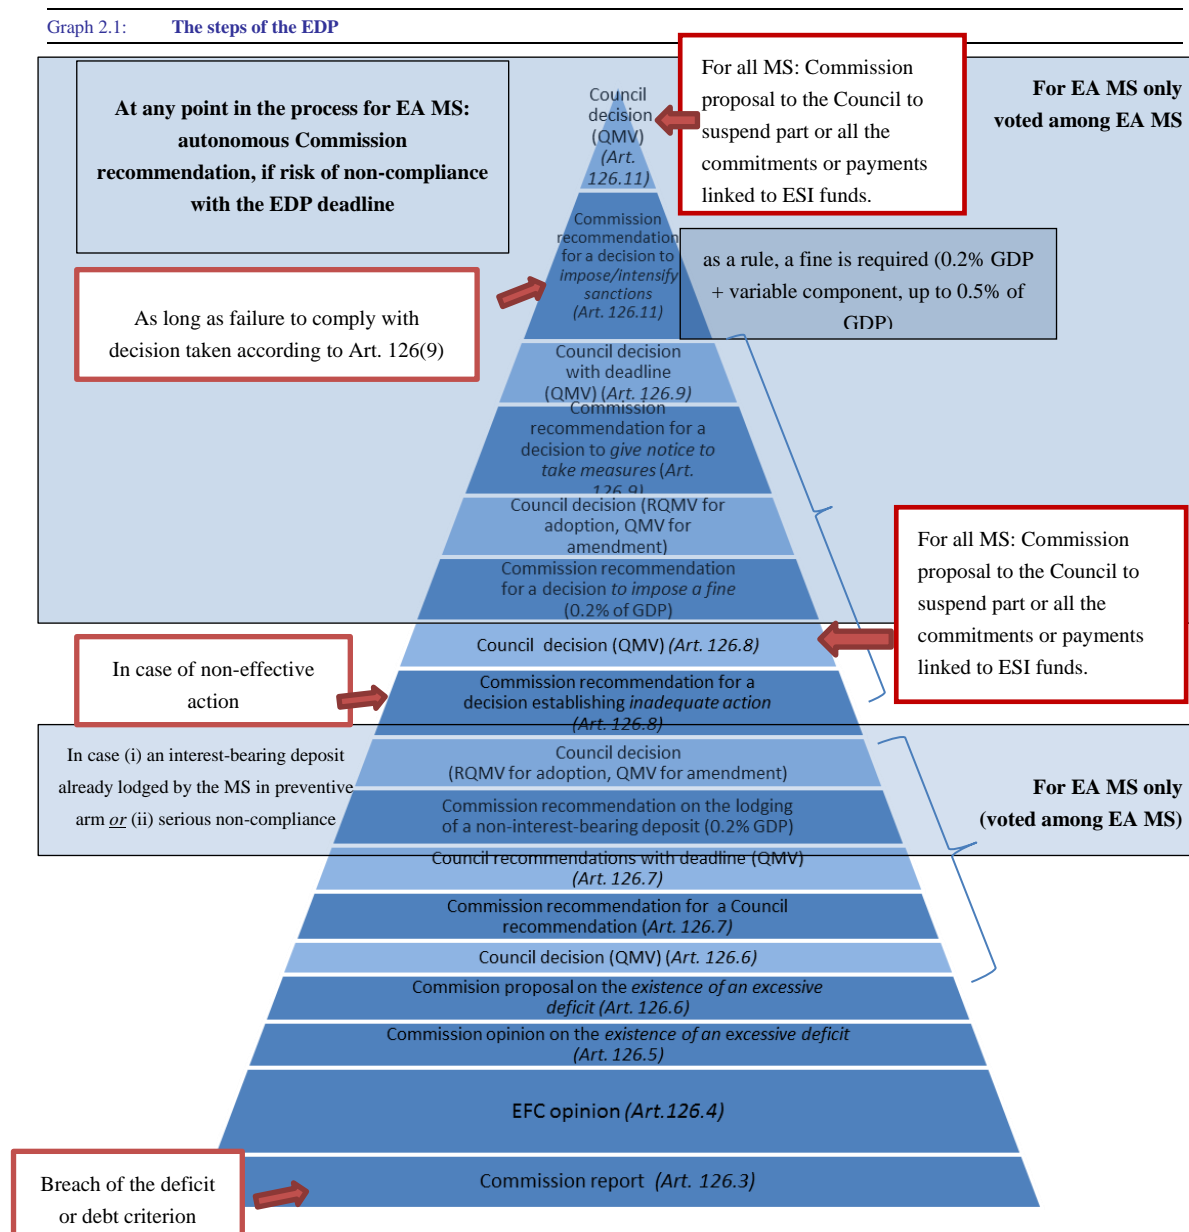 Graph 2.1: The steps of the EDP
At any point in the process for EA MS:
autonomous Commission
recommendation, if risk of non-compliance
with the EDP deadline
Council
decision
(QMV)
(Art.
126.11)
For all MS: Commission
proposal to the Council to
suspend part or all the
commitments or payments
linked to ESI funds.
For EA MS only
voted among EA MS
Commission
recommendation
for a decision to
impose/intensify
sanctions
(Art. 126.11)
as a rule, a fine is required (0.2% GDP
+ variable component, up to 0.5% of
GDP)
As long as failure to comply with
decision taken according to Art. 126(9)
Council decision
with deadline
(QMV) (Art. 126.9)
Commission
recommendation for a
decision to give notice to
take measures (Art.
126.9)
Council decision (RQMV for
adoption, QMV for
amendment)
Commission recommendation
for a decision to impose a fine
(0.2% of GDP)
For all MS: Commission
proposal to the Council to
suspend part or all the
commitments or payments
linked to ESI funds.
Council decision (QMV) (Art. 126.8)
In case of non-effective
action
Commission recommendation for a
decision establishing inadequate action
(Art. 126.8)
In case (i) an interest-bearing deposit
already lodged by the MS in preventive
arm or (ii) serious non-compliance
Council decision
(RQMV for adoption, QMV for amendment)
Commission recommendation on the lodging
of a non-interest-bearing deposit (0.2% GDP)
For EA MS only
(voted among EA MS)
Council recommendations with deadline (QMV)
(Art. 126.7)
Commission recommendation for a Council
recommendation (Art. 126.7)
Council decision (QMV) (Art. 126.6)
Commision proposal on the existence of an excessive
deficit (Art. 126.6)
Commission opinion on the existence of an excessive deficit
(Art. 126.5)
EFC opinion (Art.126.4)
Commission report (Art. 126.3)
Breach of the deficit
or debt criterion